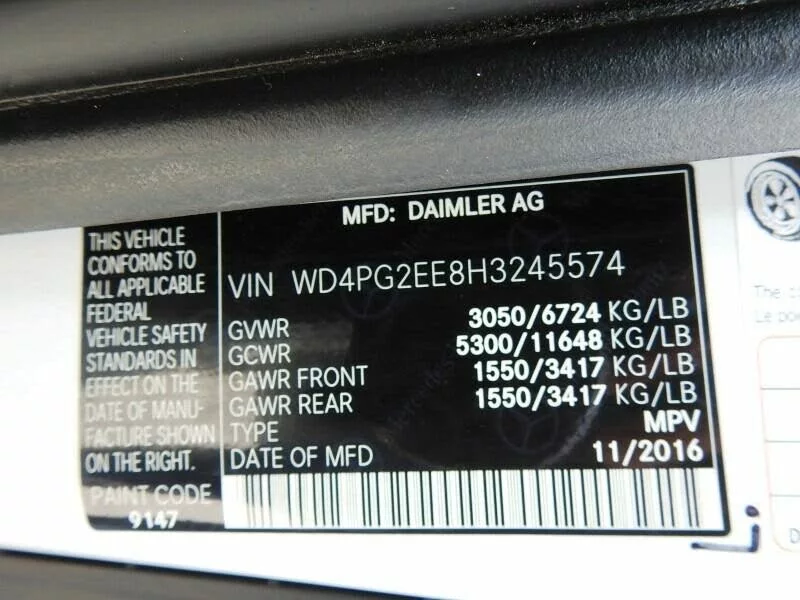 MFD: DAIMLER AG
THIS VEHICLE
CONFORMS TO
ALL APPLICABLE
FEDERAL
VEHICLE SAFETY
STANDARDS IN
EFFECT ON THE
DATE OF MANU-
FACTURE SHOWN
ON THE RIGHT.
PAINT CODE
9147
VIN WD4PG2EE8H3245574
GVWR 3050/6724 KG/LB
GCWR 5300/11648 KG/LB
GAWR FRONT 1550/3417 KG/LB
GAWR REAR 1550/3417 KG/LB
TYPE MPV
DATE OF MFD 11/2016
The
Le
D